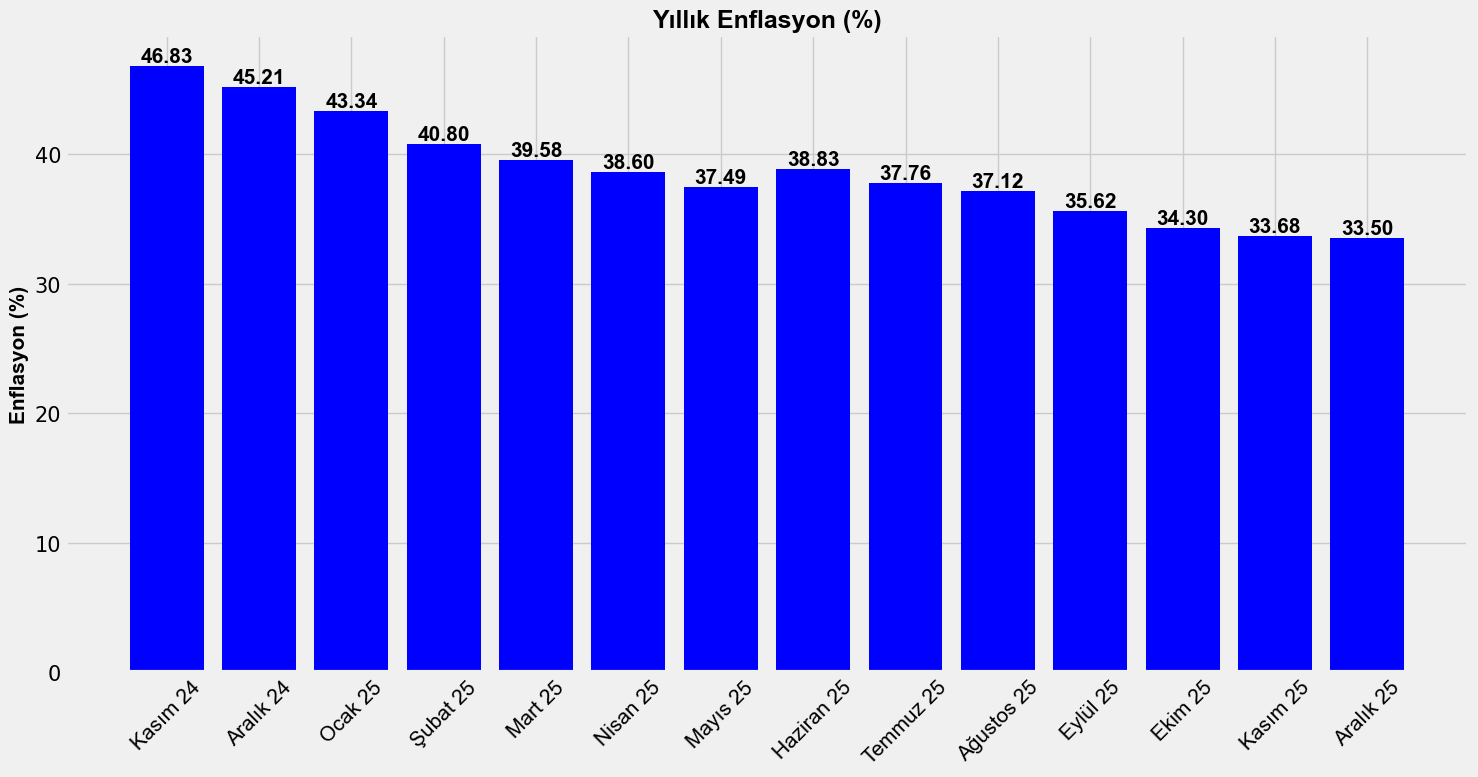 Yıllık Enflasyon (%)
46.83
45.21
43.34
40.80
39.58
38.60
37.49
38.83
37.76
37.12
35.62
34.30
33.68
33.50
Enflasyon (%)
40
30
20
10
0
Kasım 24
Aralık 24
Ocak 25
Şubat 25
Mart 25
Nisan 25
Mayıs 25
Haziran 25
Temmuz 25
Ağustos 25
Eylül 25
Ekim 25
Kasım 25
Aralık 25